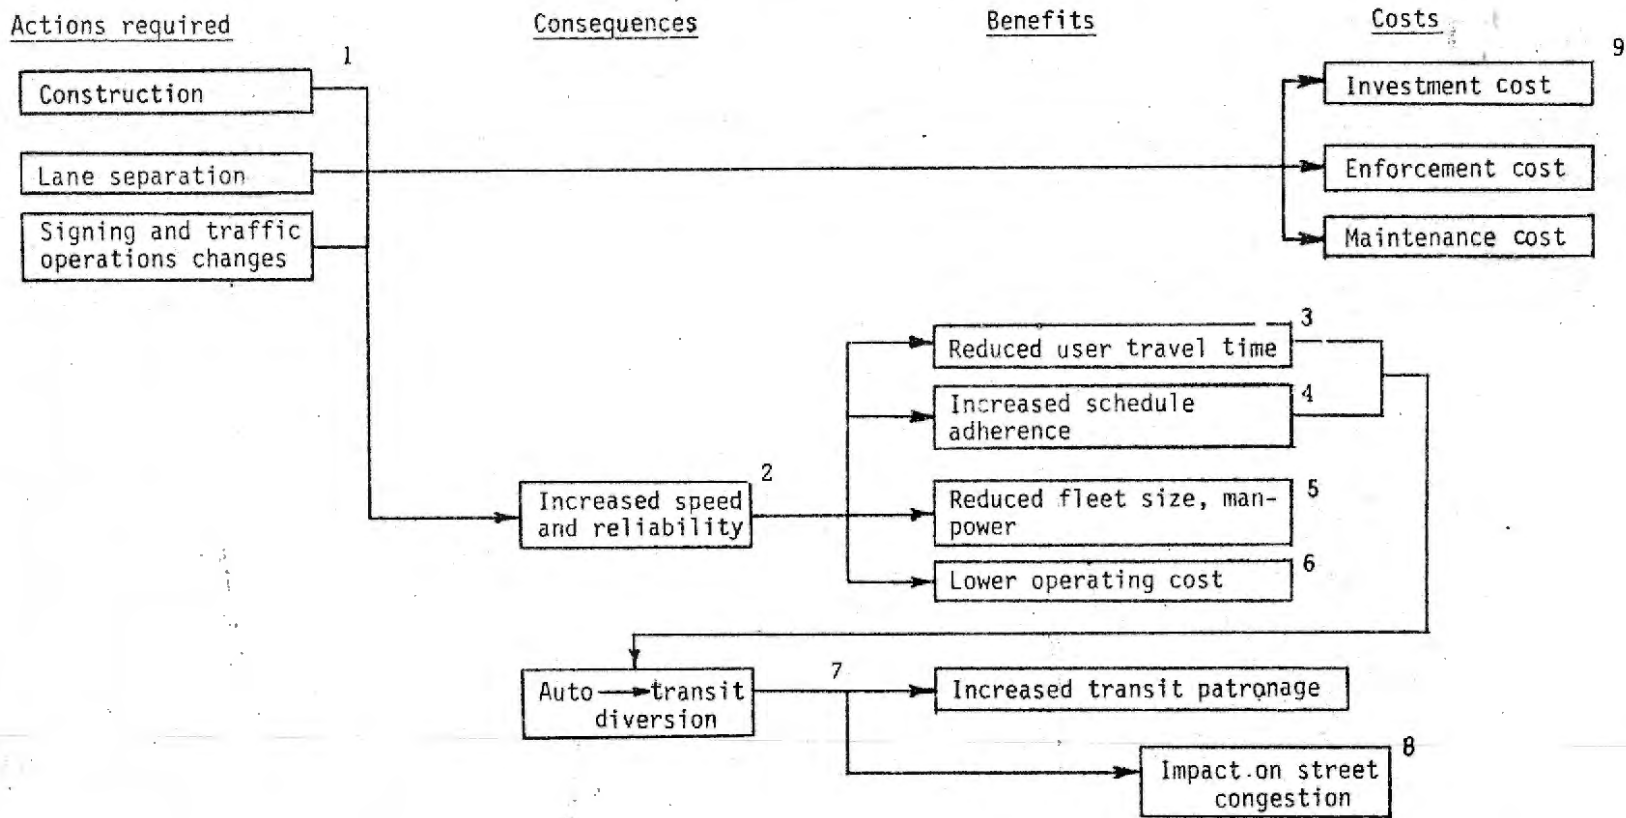 Actions required
Consequences
Benefits
Costs
1
9
Construction
Investment cost
Lane separation
Enforcement cost
Signing and traffic
operations changes
Maintenance cost
3
Reduced user travel time
4
Increased schedule
adherence
2
Increased speed
and reliability
5
Reduced fleet size, man-
power
6
Lower operating cost
7
Auto transit
diversion
Increased transit patronage
8
Impact on street
congestion